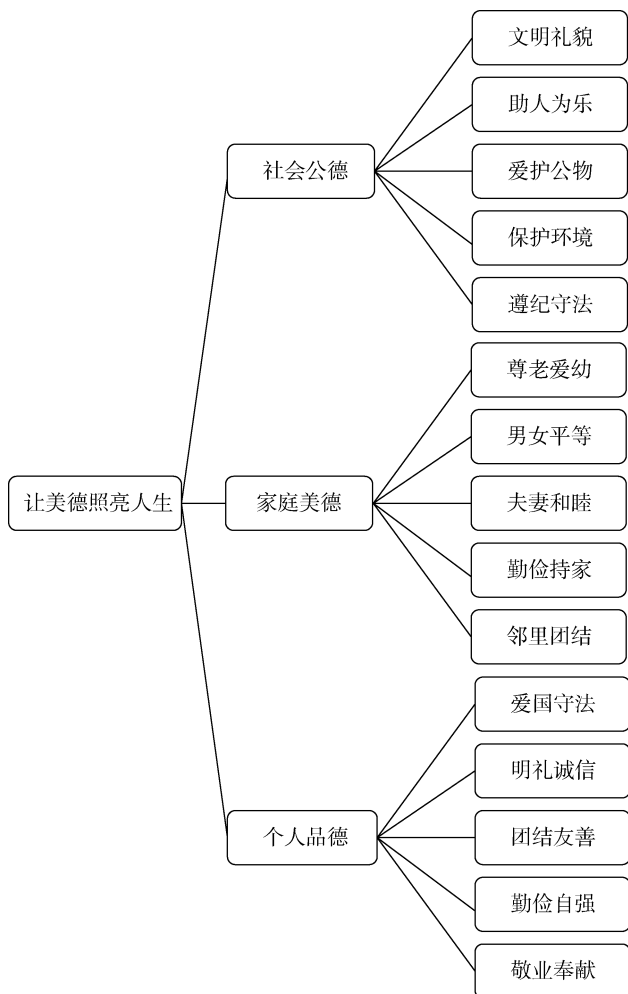 让美德照亮人生
社会公德
文明礼貌
助人为乐
爱护公物
保护环境
遵纪守法
家庭美德
尊老爱幼
男女平等
夫妻和睦
勤俭持家
邻里团结
个人品德
爱国守法
明礼诚信
团结友善
勤俭自强
敬业奉献